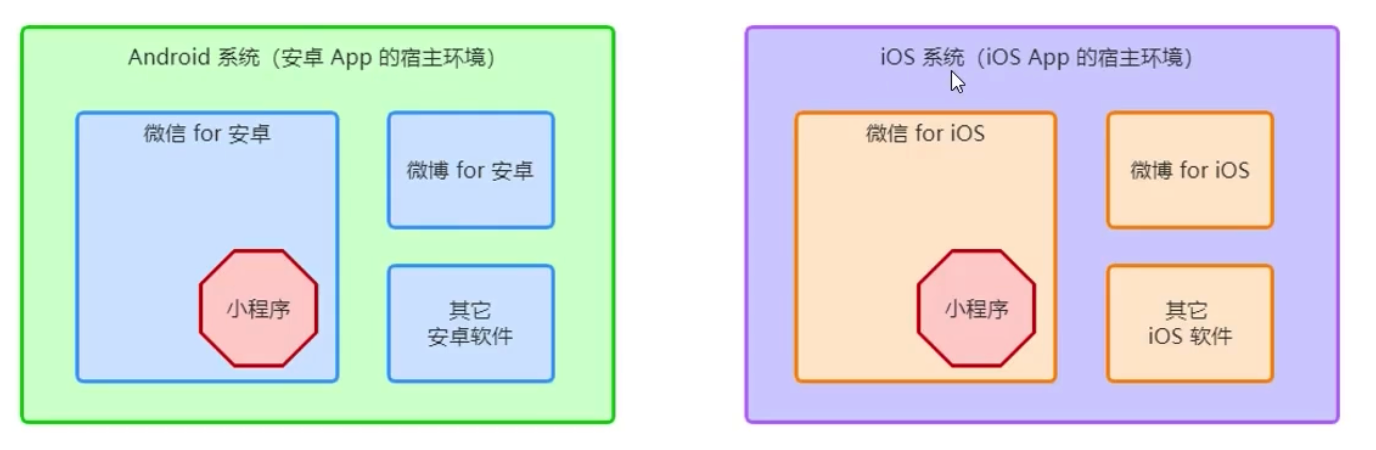 Android 系统（安卓 App 的宿主环境）
微信 for 安卓
微博 for 安卓
小程序
其它
安卓软件
iOS 系统（iOS App 的宿主环境）
微信 for iOS
微博 for iOS
小程序
其它
iOS 软件